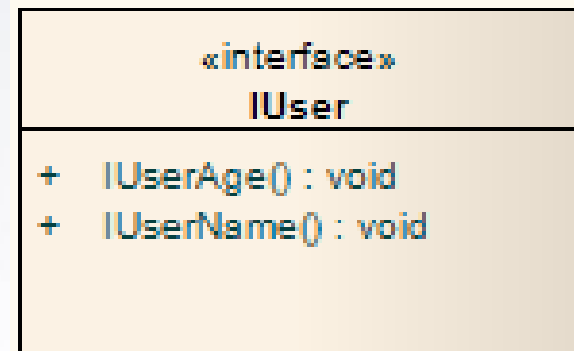 «interface»
IUser
+ IUserAge() : void
+ IUserName() : void